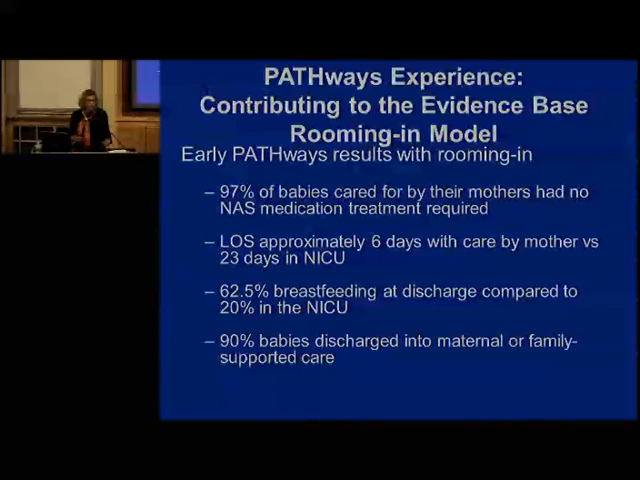 PATHways Experience:
Contributing to the Evidence Base
Rooming-in Model
Early PATHways results with rooming-in
– 97% of babies cared for by their mothers had no
NAS medication treatment required
– LOS approximately 6 days with care by mother vs
23 days in NICU
– 62.5% breastfeeding at discharge compared to
20% in the NICU
– 90% babies discharged into maternal or family-
supported care